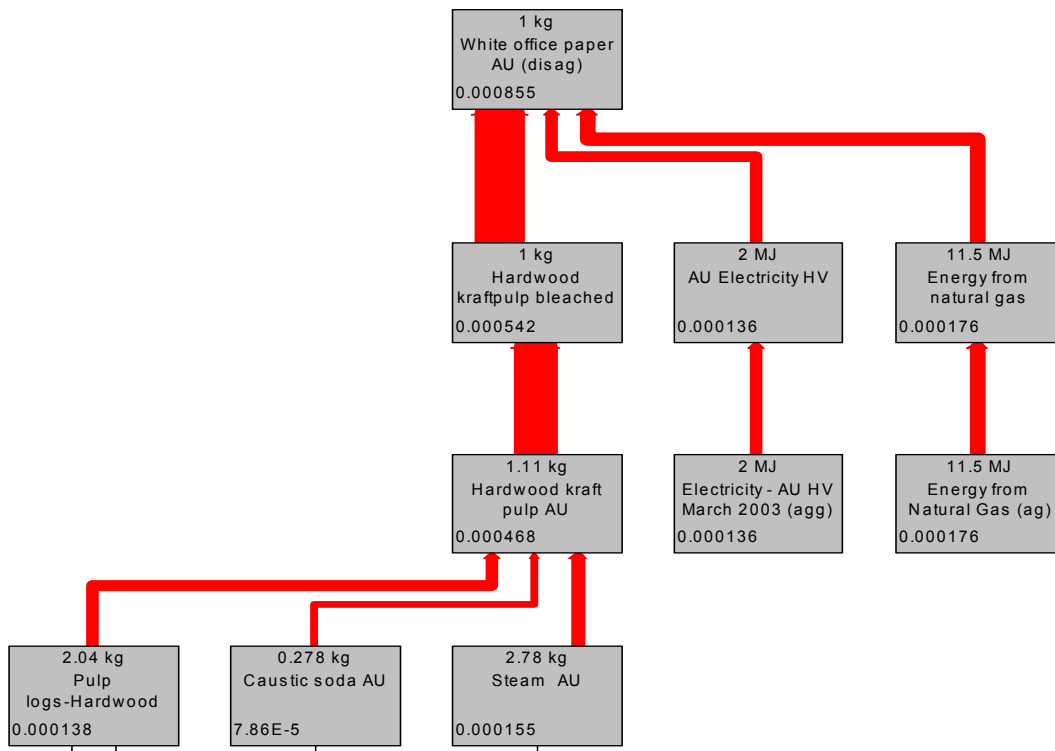 1 kg
White office paper
AU (disag)
0.000855
1 kg
Hardwood
kraftpulp bleached
0.000542
2 MJ
AU Electricity HV
0.000136
11.5 MJ
Energy from
natural gas
0.000176
1.11 kg
Hardwood kraft
pulp AU
0.000468
2 MJ
Electricity - AU HV
March 2003 (agg)
0.000136
11.5 MJ
Energy from
Natural Gas (ag)
0.000176
2.04 kg
Pulp
logs-Hardwood
0.000138
0.278 kg
Caustic soda AU
7.86E-5
2.78 kg
Steam AU
0.000155